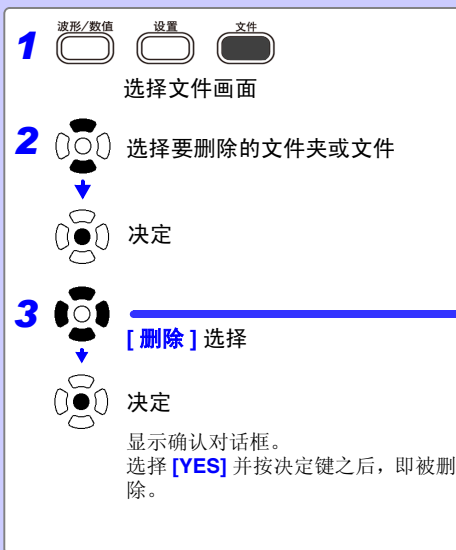 波形/数值 设置 文件
1
选择文件画面
2 选择要删除的文件夹或文件
决定
3
[ 删除 ] 选择
决定
显示确认对话框。
选择 [YES] 并按决定键之后，即被删
除。